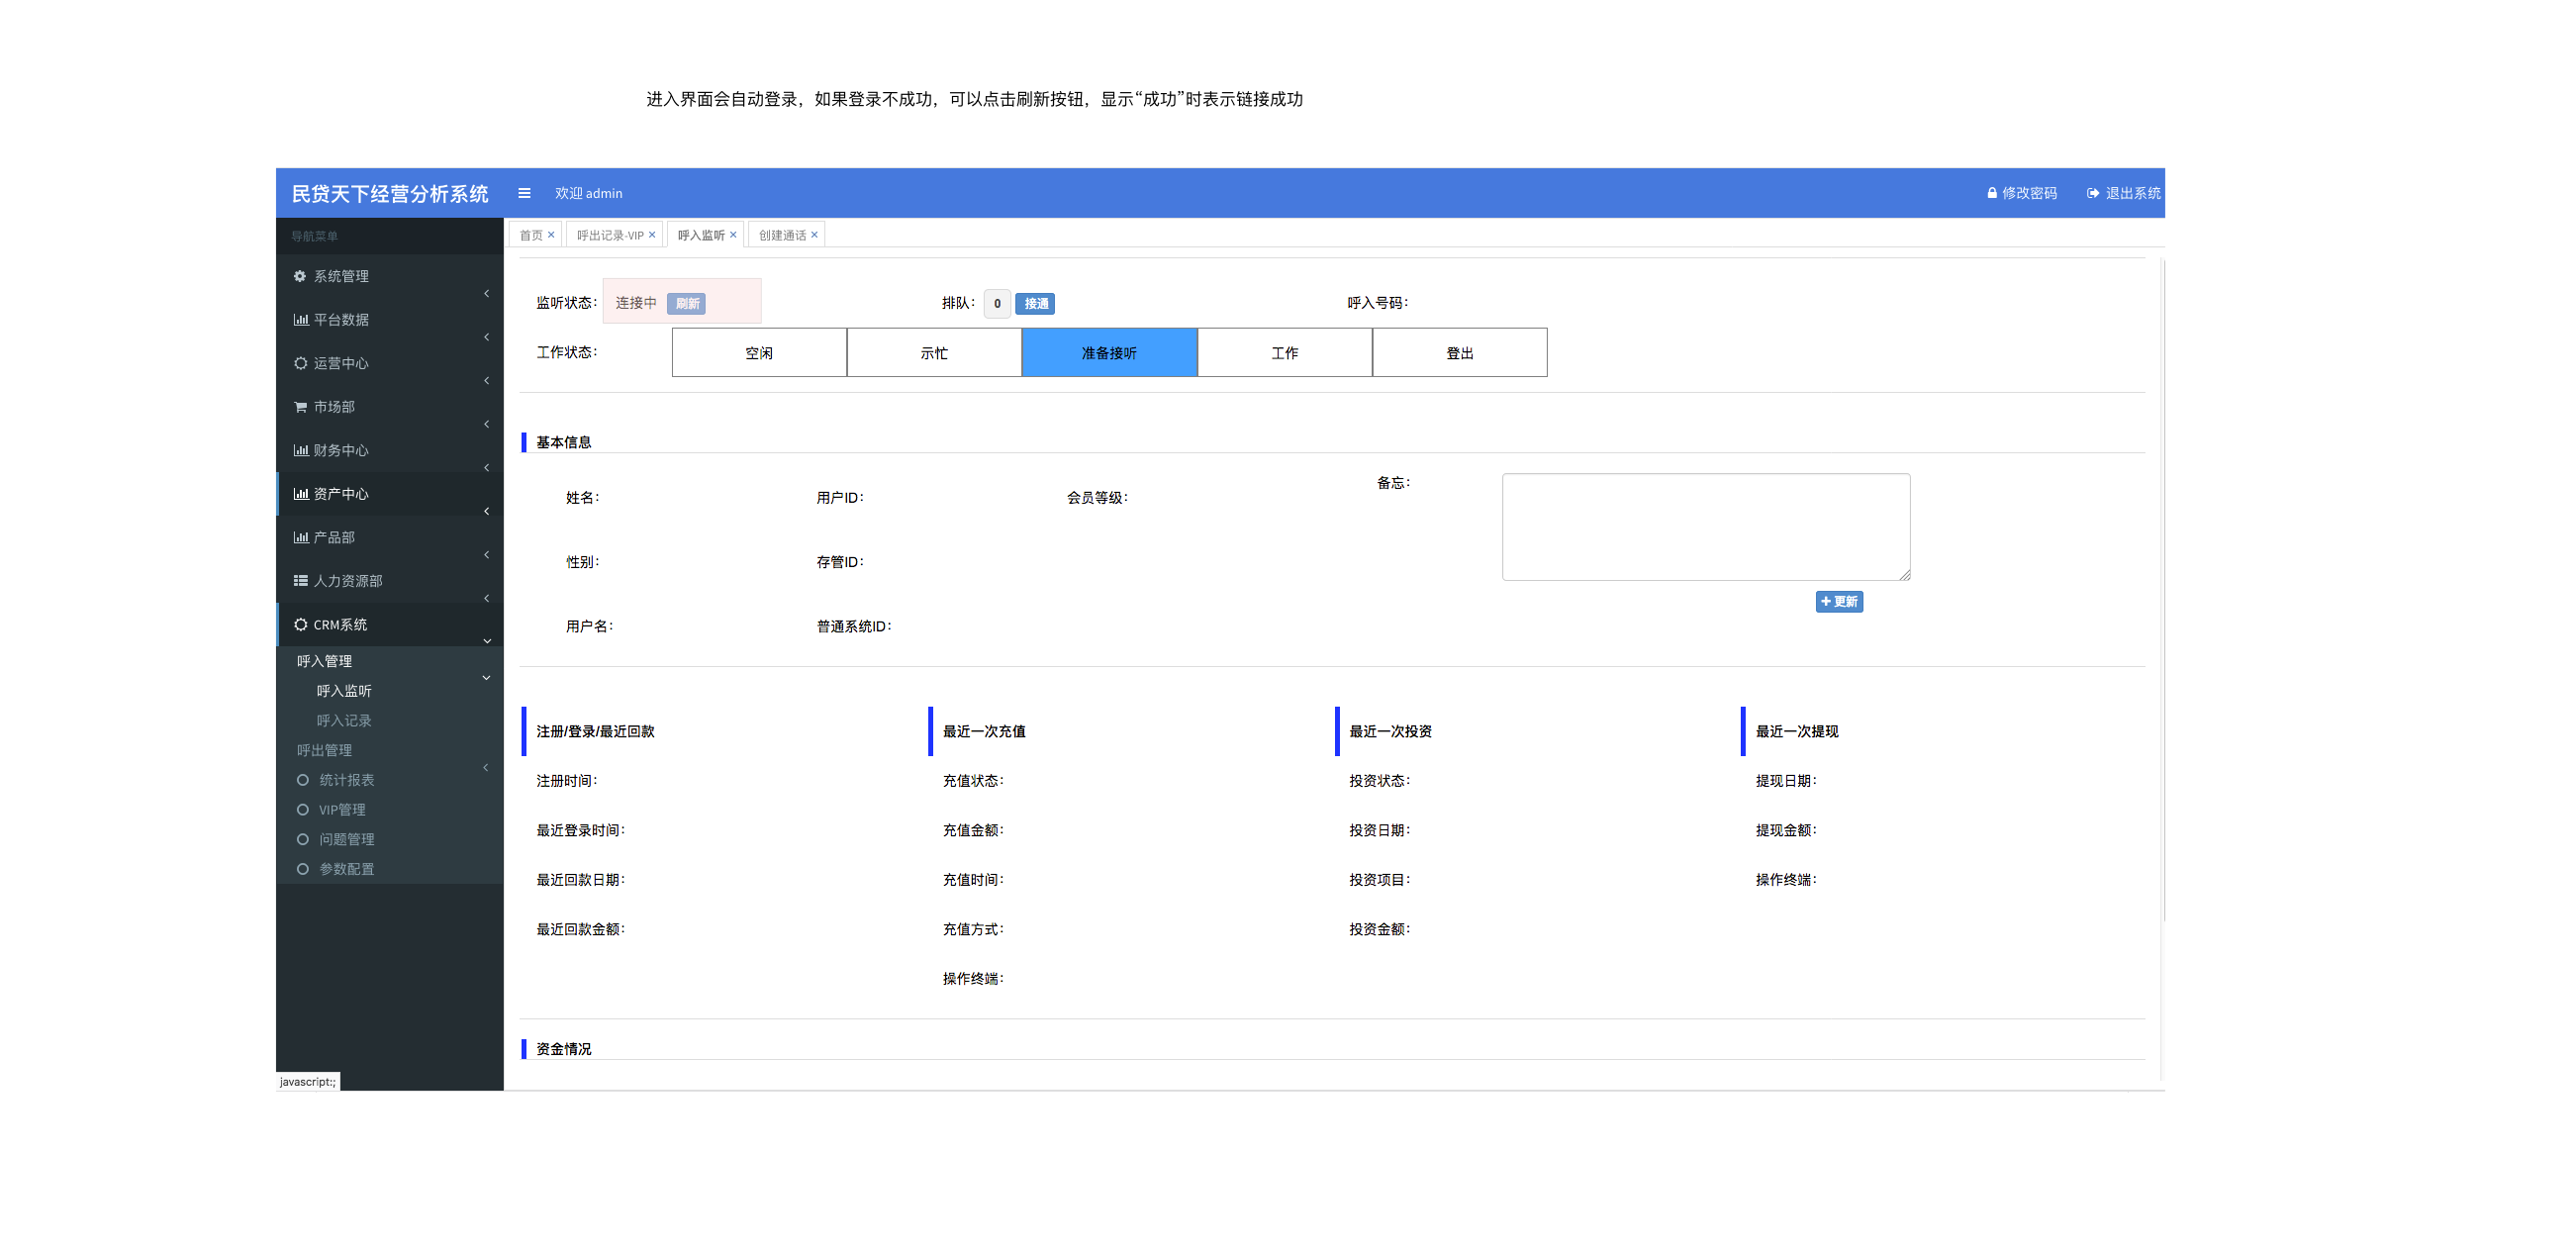 进入界面会自动登录，如果登录不成功，可以点击刷新按钮，显示“成功”时表示链接成功
民贷天下经营分析系统 欢迎 admin 修改密码 退出系统
导航菜单
首页 呼出记录-VIP 呼入监听 创建通话
系统管理
平台数据
运营中心
市场部
财务中心
资产中心
产品部
人力资源部
CRM系统
呼入管理
呼入监听
呼入记录
呼出管理
统计报表
VIP管理
问题管理
参数配置
监听状态： 连接中 刷新 排队： 0 接通 呼入号码：
工作状态： 空闲 示忙 准备接听 工作 登出
基本信息
姓名： 用户ID： 会员等级： 备忘：
性别： 存管ID：
更新
用户名： 普通系统ID：
注册/登录/最近回款 最近一次充值 最近一次投资 最近一次提现
注册时间： 充值状态： 投资状态： 提现日期：
最近登录时间： 充值金额： 投资日期： 提现金额：
最近回款日期： 充值时间： 投资项目： 操作终端：
最近回款金额： 充值方式： 投资金额：
操作终端：
资金情况
javascript:;